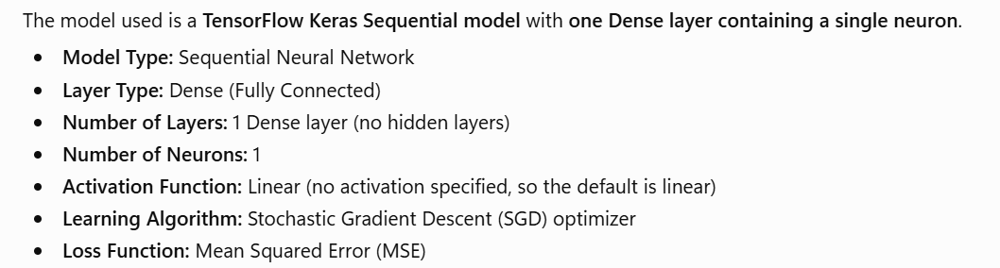 The model used is a TensorFlow Keras Sequential model with one Dense layer containing a single neuron.
• Model Type: Sequential Neural Network
• Layer Type: Dense (Fully Connected)
• Number of Layers: 1 Dense layer (no hidden layers)
• Number of Neurons: 1
• Activation Function: Linear (no activation specified, so the default is linear)
• Learning Algorithm: Stochastic Gradient Descent (SGD) optimizer
• Loss Function: Mean Squared Error (MSE)